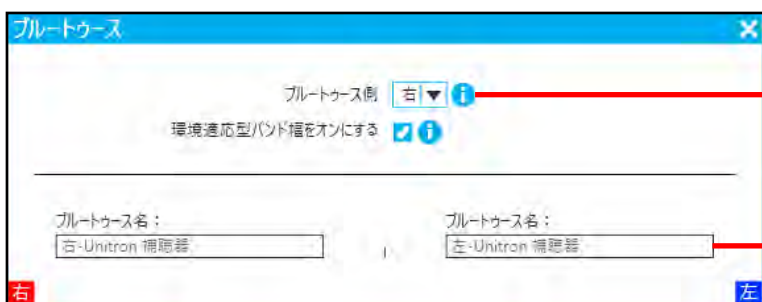 ブルートゥース
ブルートゥース側 右
環境適応型バンド幅をオンにする
ブルートゥース名： ブルートゥース名：
右-Unitron 補聴器 左-Unitron 補聴器
右 左